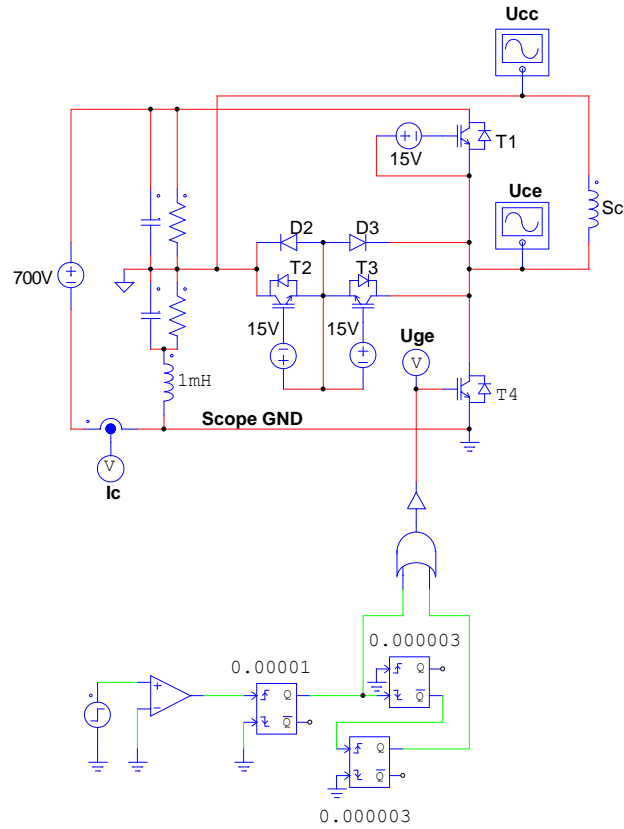 Ucc
T1
15V
Sc
Uce
D2
D3
T2
T3
700V
15V
15V
Uge
V
1mH
T4
Scope GND
V
Ic
0.000003
0.00001
Q
Q
Q
Q
Q
Q
0.000003